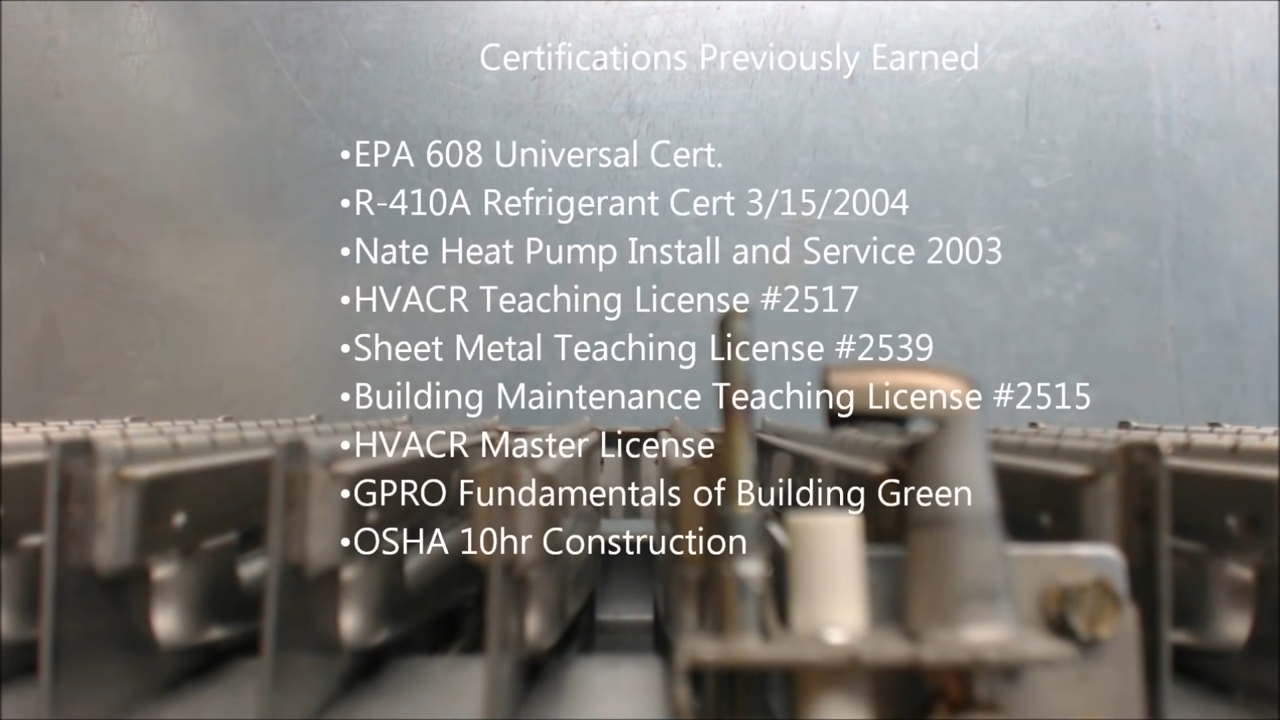 Certifications Previously Earned
•EPA 608 Universal Cert.
•R-410A Refrigerant Cert 3/15/2004
•Nate Heat Pump Install and Service 2003
•HVACR Teaching License #2517
•Sheet Metal Teaching License #2539
•Building Maintenance Teaching License #2515
•HVACR Master License
•GPRO Fundamentals of Building Green
•OSHA 10hr Construction